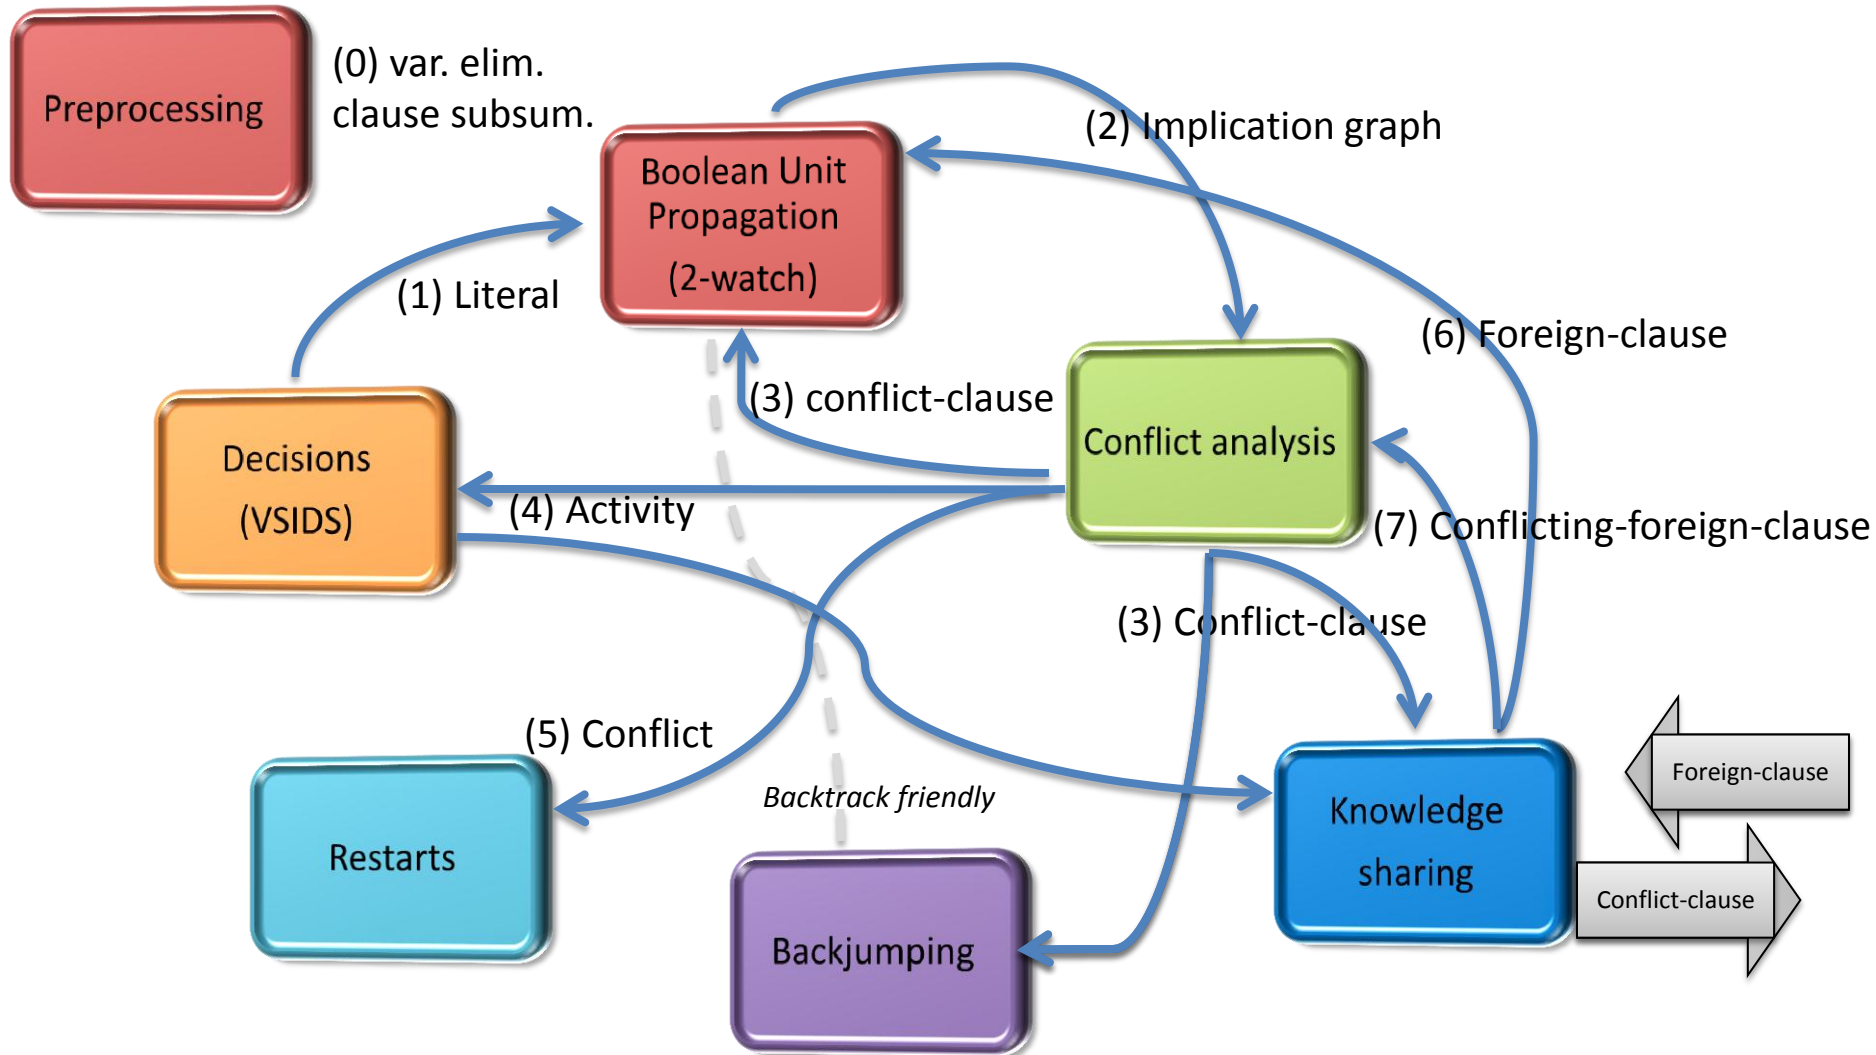 Preprocessing
(0) var. elim.
clause subsum.
Boolean Unit
Propagation
(2-watch)
(2) Implication graph
(1) Literal
(6) Foreign-clause
(3) conflict-clause
Conflict analysis
Decisions
(VSIDS)
(4) Activity
(7) Conflicting-foreign-clause
(3) Conflict-clause
(5) Conflict
Backtrack friendly
Foreign-clause
Knowledge
sharing
Restarts
Conflict-clause
Backjumping